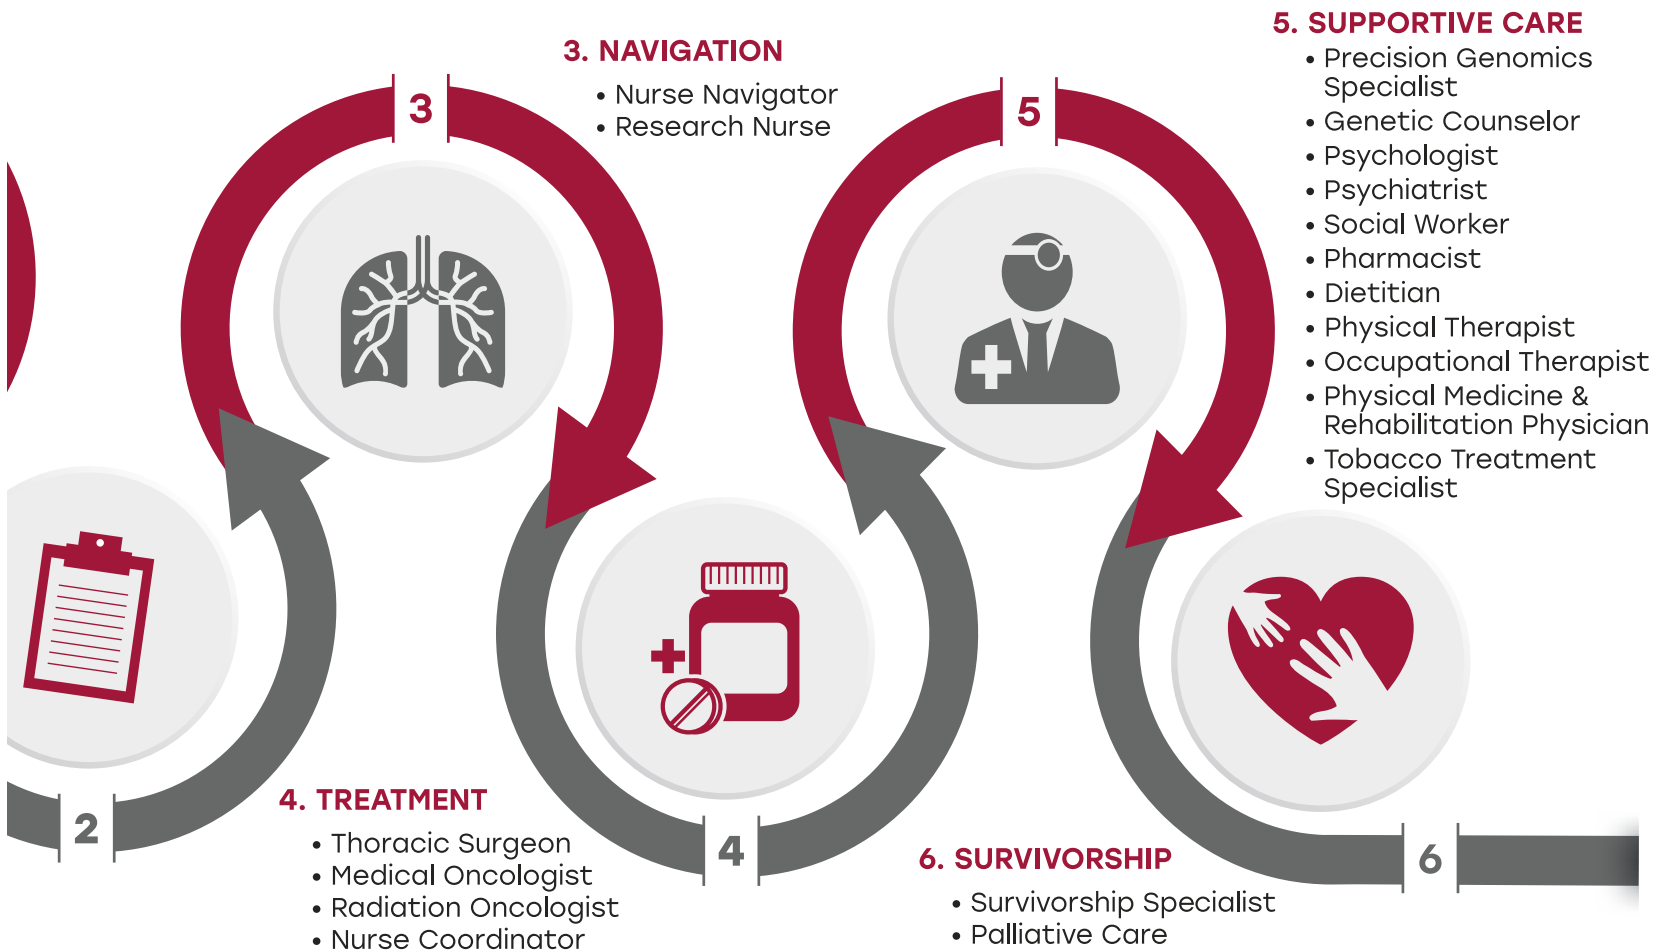 3. NAVIGATION
• Nurse Navigator
• Research Nurse
5. SUPPORTIVE CARE
• Precision Genomics
Specialist
• Genetic Counselor
• Psychologist
• Psychiatrist
• Social Worker
• Pharmacist
• Dietitian
• Physical Therapist
• Occupational Therapist
• Physical Medicine &
Rehabilitation Physician
• Tobacco Treatment
Specialist
3
5
2
4
6
4. TREATMENT
• Thoracic Surgeon
• Medical Oncologist
• Radiation Oncologist
• Nurse Coordinator
6. SURVIVORSHIP
• Survivorship Specialist
• Palliative Care